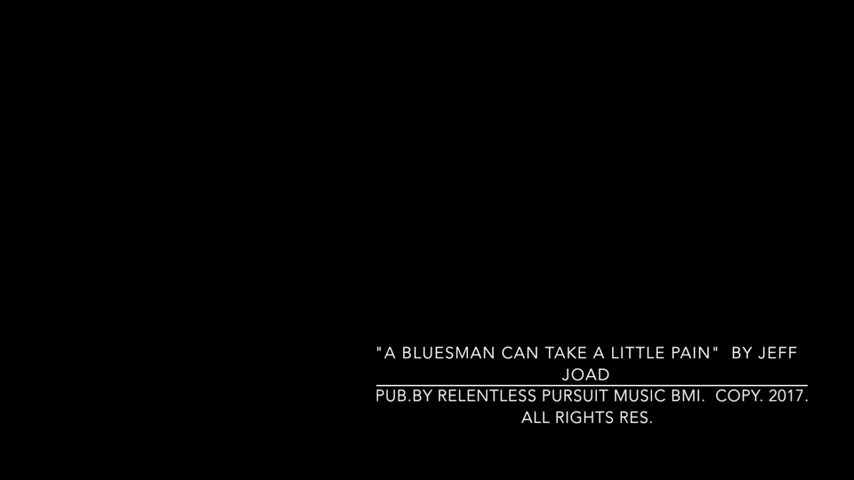 "A BLUESMAN CAN TAKE A LITTLE PAIN"  BY JEFF
JOAD
PUB.BY RELENTLESS PURSUIT MUSIC BMI.  COPY. 2017.
ALL RIGHTS RES.